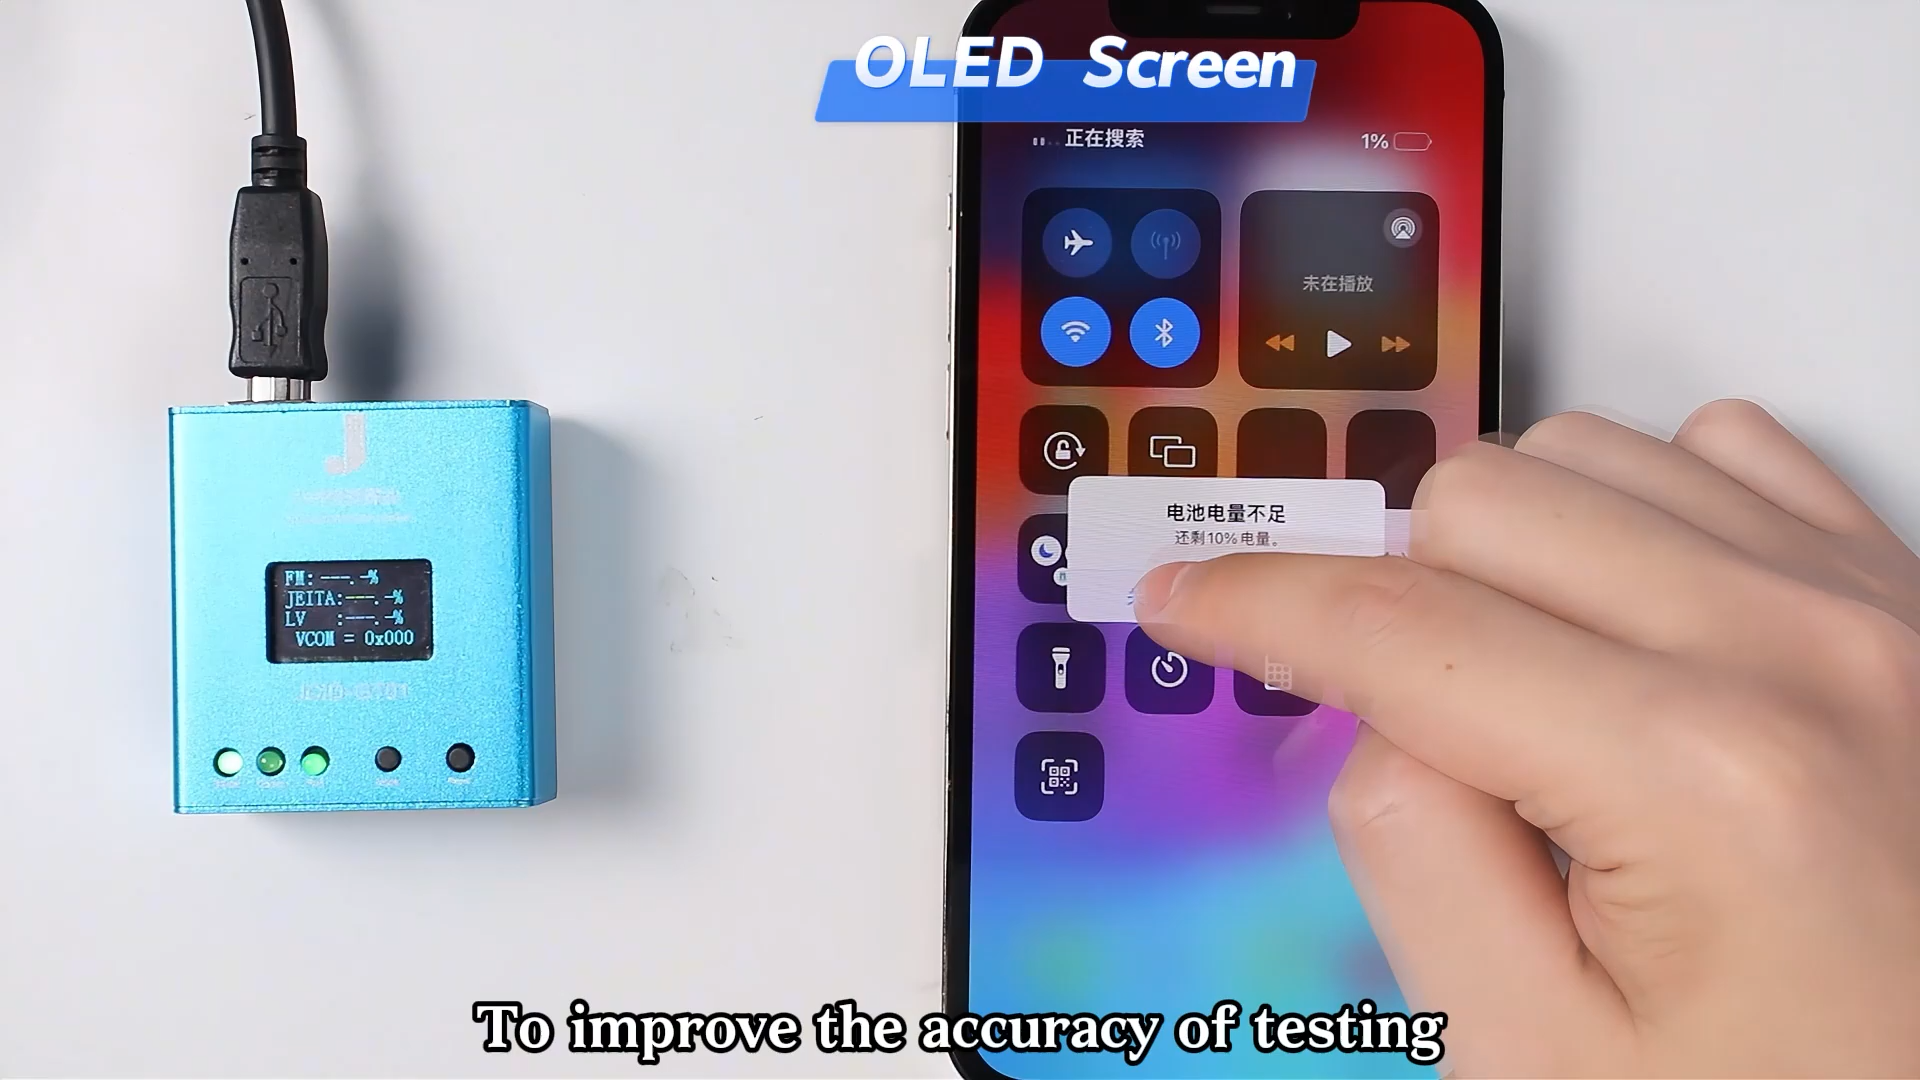 OLED Screen
正在搜索
1%
未在播放
电池电量不足
还剩10%电量。
J
FM: ---.-%
JEITA:---.-%
LV :---.-%
VCOM = 0x000
To improve the accuracy of testing